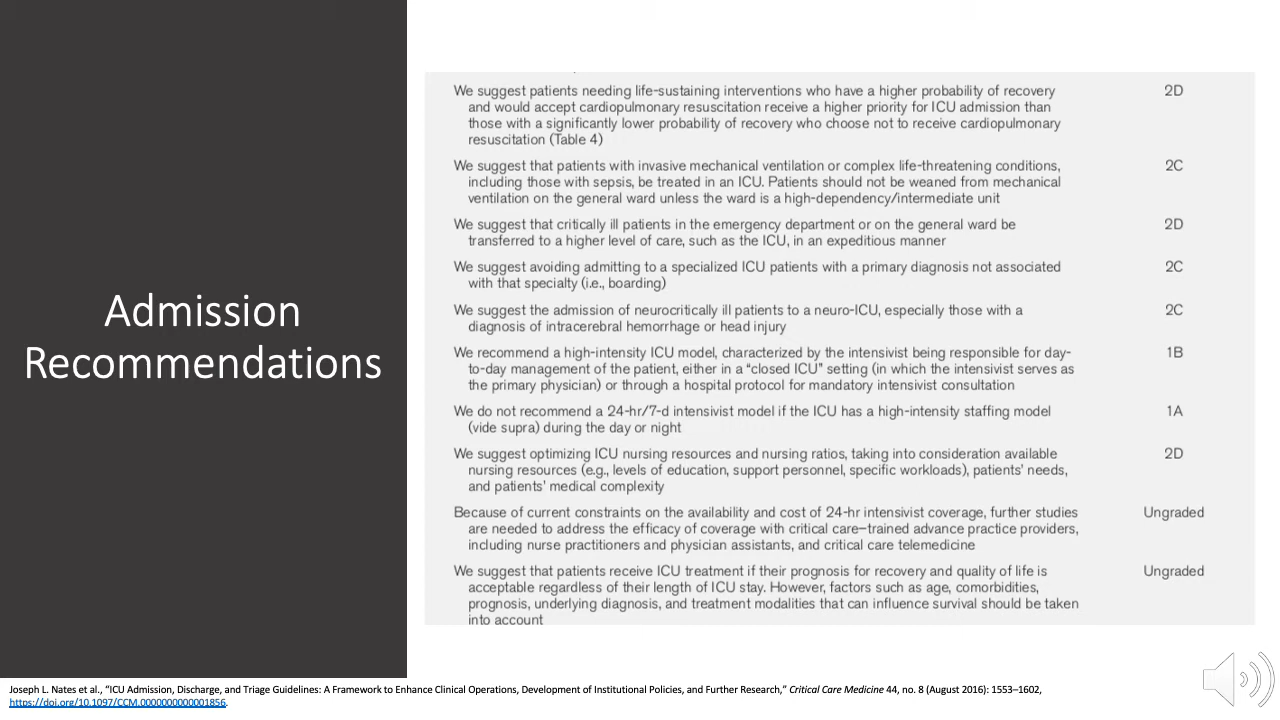 Admission
Recommendations
We suggest patients needing life-sustaining interventions who have a higher probability of recovery
and would accept cardiopulmonary resuscitation receive a higher priority for ICU admission than
those with a significantly lower probability of recovery who choose not to receive cardiopulmonary
resuscitation (Table 4)
2D
We suggest that patients with invasive mechanical ventilation or complex life-threatening conditions,
including those with sepsis, be treated in an ICU. Patients should not be weaned from mechanical
ventilation on the general ward unless the ward is a high-dependency/intermediate unit
2C
We suggest that critically ill patients in the emergency department or on the general ward be
transferred to a higher level of care, such as the ICU, in an expeditious manner
2D
We suggest avoiding admitting to a specialized ICU patients with a primary diagnosis not associated
with that specialty (i.e., boarding)
2C
We suggest the admission of neurocritically ill patients to a neuro-ICU, especially those with a
diagnosis of intracerebral hemorrhage or head injury
2C
We recommend a high-intensity ICU model, characterized by the intensivist being responsible for day-
to-day management of the patient, either in a “closed ICU” setting (in which the intensivist serves as
the primary physician) or through a hospital protocol for mandatory intensivist consultation
1B
We do not recommend a 24-hr/7-d intensivist model if the ICU has a high-intensity staffing model
(vide supra) during the day or night
1A
We suggest optimizing ICU nursing resources and nursing ratios, taking into consideration available
nursing resources (e.g., levels of education, support personnel, specific workloads), patients’ needs,
and patients’ medical complexity
2D
Because of current constraints on the availability and cost of 24-hr intensivist coverage, further studies
are needed to address the efficacy of coverage with critical care–trained advance practice providers,
including nurse practitioners and physician assistants, and critical care telemedicine
Ungraded
We suggest that patients receive ICU treatment if their prognosis for recovery and quality of life is
acceptable regardless of their length of ICU stay. However, factors such as age, comorbidities,
prognosis, underlying diagnosis, and treatment modalities that can influence survival should be taken
into account
Ungraded
Joseph L. Nates et al., “ICU Admission, Discharge, and Triage Guidelines: A Framework to Enhance Clinical Operations, Development of Institutional Policies, and Further Research,” Critical Care Medicine 44, no. 8 (August 2016): 1553–1602,
https://doi.org/10.1097/CCM.0000000000001856.